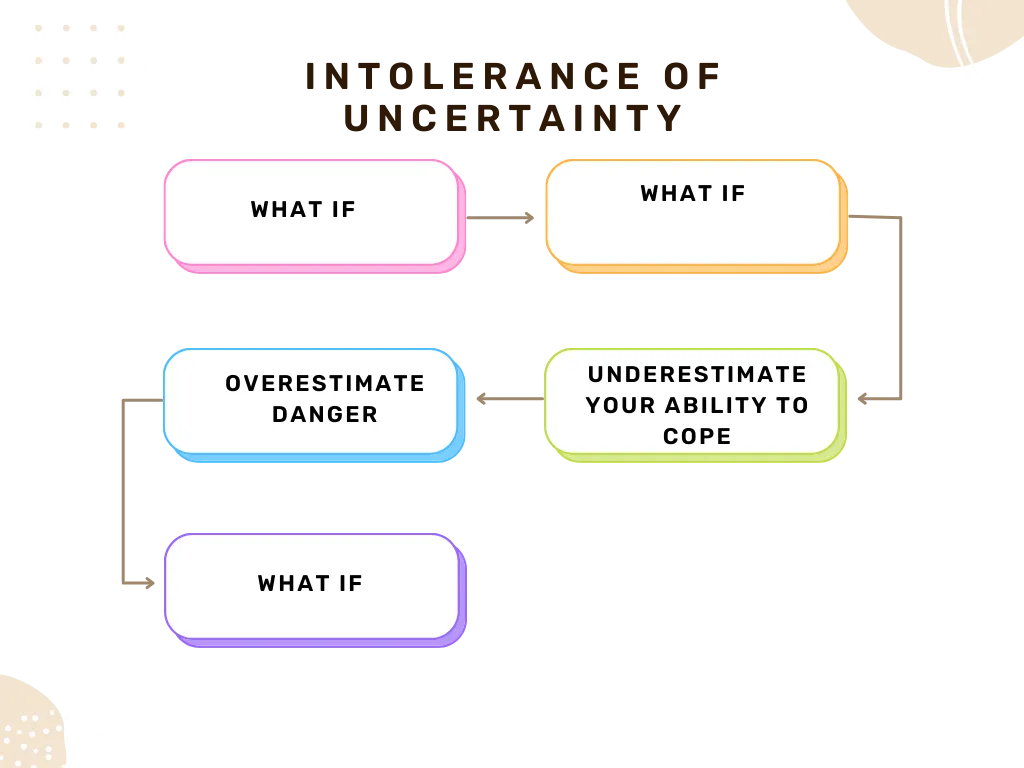 INTOLERANCE OF
UNCERTAINTY
WHAT IF
WHAT IF
UNDERESTIMATE
YOUR ABILITY TO
COPE
OVERESTIMATE
DANGER
WHAT IF